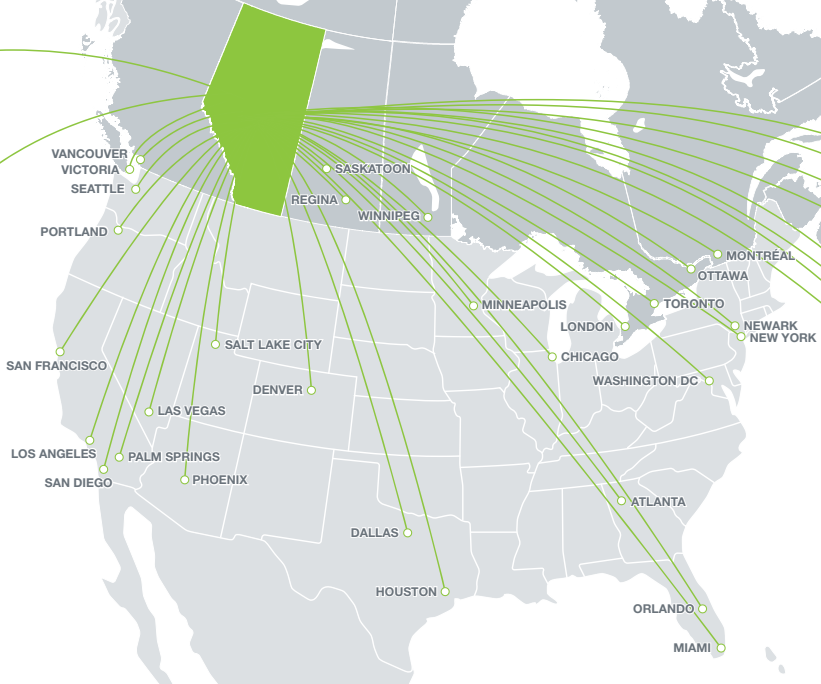 VANCOUVER
VICTORIA
SEATTLE
PORTLAND
SASKATOON
REGINA
WINNIPEG
MONTRÉAL
OTTAWA
TORONTO
MINNEAPOLIS
LONDON
NEWARK
NEW YORK
SALT LAKE CITY
CHICAGO
SAN FRANCISCO
WASHINGTON DC
DENVER
LAS VEGAS
LOS ANGELES
PALM SPRINGS
SAN DIEGO
PHOENIX
ATLANTA
DALLAS
HOUSTON
ORLANDO
MIAMI